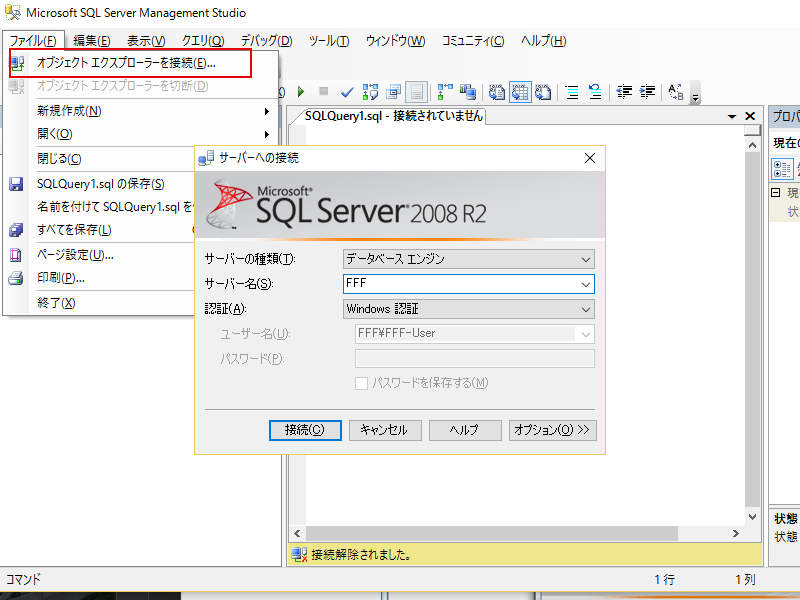 Microsoft SQL Server Management Studio
ファイル(F) 編集(E) 表示(V) クエリ(Q) デバッグ(D) ツール(T) ウィンドウ(W) コミュニティ(C) ヘルプ(H)
オブジェクト エクスプローラーを接続(E)...
オブジェクト エクスプローラーを切断(D)
新規作成(N)
開く(O)
閉じる(C)
SQLQuery1.sql の保存(S)
名前を付けて SQLQuery1.sql を
すべてを保存(L)
ページ設定(U)...
印刷(P)...
終了(X)
SQLQuery1.sql - 接続されていません
サーバーへの接続
Microsoft®
SQL Server® 2008 R2
サーバーの種類(T): データベース エンジン
サーバー名(S): FFF
認証(A): Windows 認証
ユーザー名(U): FFF¥FFF-User
パスワード(P):
パスワードを保存する(M)
接続(C) キャンセル ヘルプ オプション(O) >>
プロパ
現在の
現
状
状態
状態
接続解除されました。
コマンド 1 行 1 列